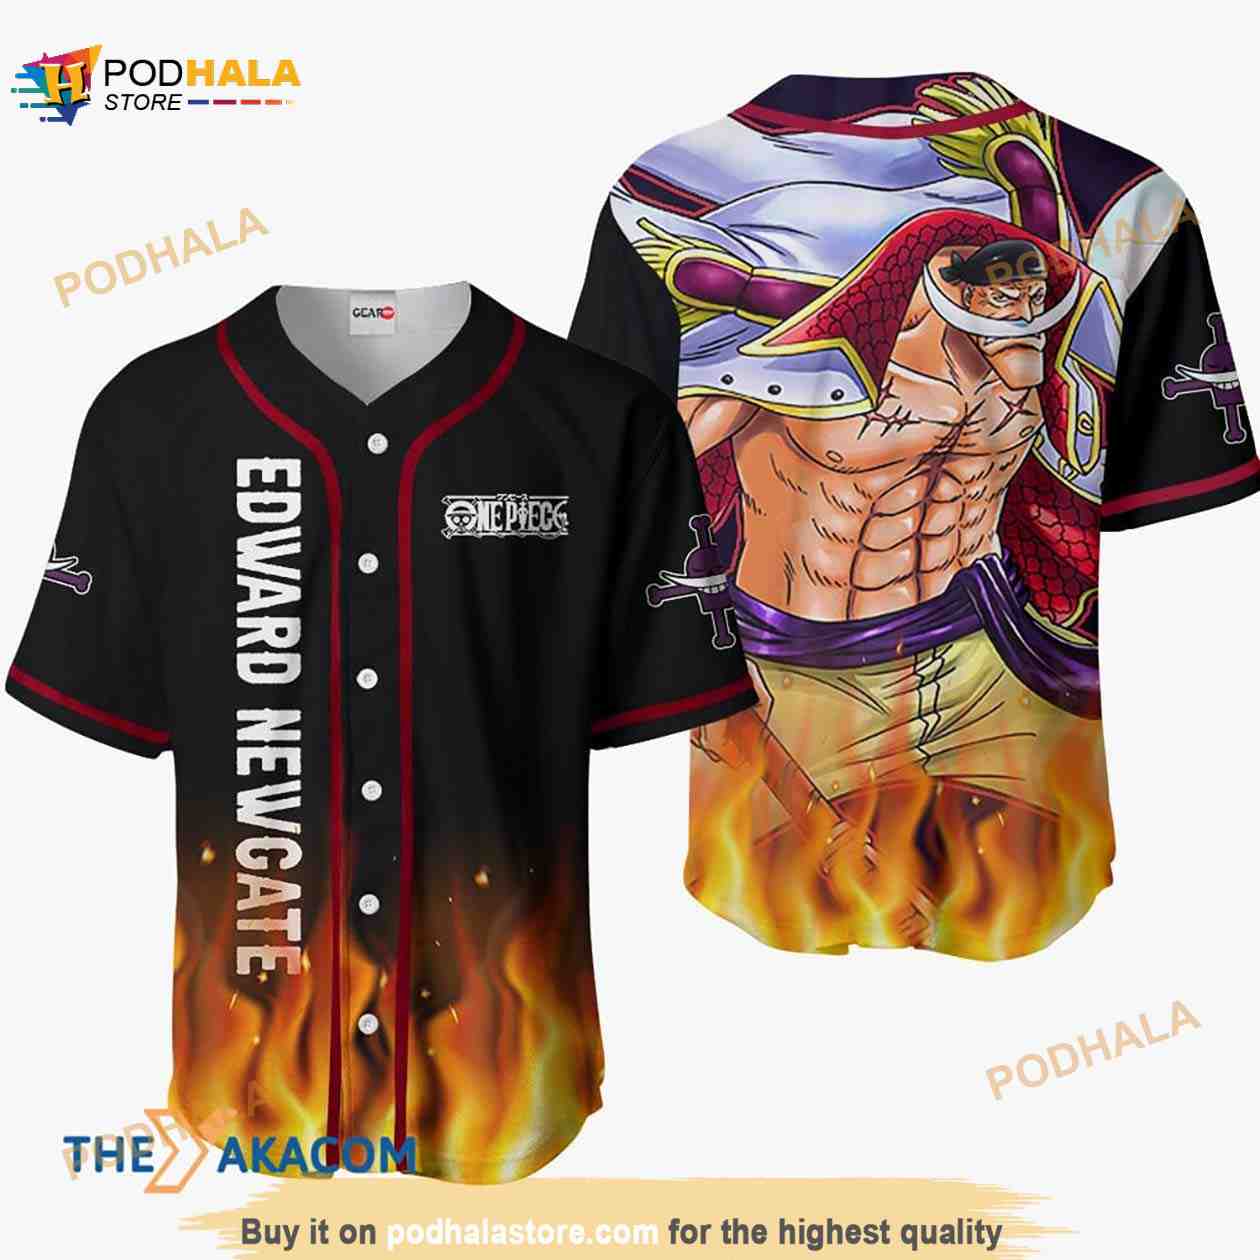 PODHALA
STORE
PODHALA
PODHALA
GEAR
EDWARD NEWGATE
ONE PIECE
PODHALA
PODHALA
THE AKACOM
Buy it on podhalastore.com for the highest quality